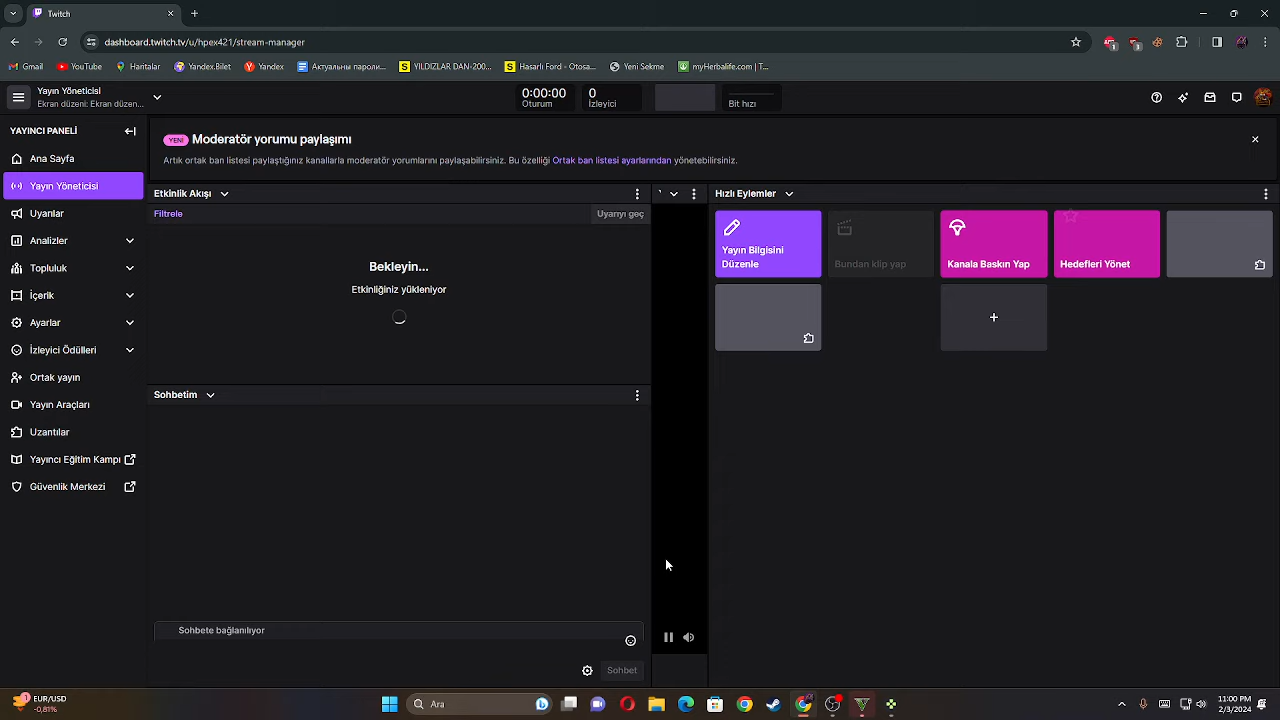 Twitch
dashboard.twitch.tv/u/hpex421/stream-manager
Gmail
YouTube
Haritalar
Yandex.Bilet
Yandex
Актуальны пароли...
YILDIZLAR DAN-200...
Hasarlı Ford - Otosa...
Yeni Sekme
myHerbalife.com | T...
Yayın Yöneticisi
Ekran düzeni: Ekran düzen...
0:00:00
Oturum
0
İzleyici
Bit hızı
YAYINCI PANELİ
Ana Sayfa
Yayın Yöneticisi
Uyarılar
Analizler
Topluluk
İçerik
Ayarlar
İzleyici Ödülleri
Ortak yayın
Yayın Araçları
Uzantılar
Yayıncı Eğitim Kampı
Güvenlik Merkezi
YENİ Moderatör yorumu paylaşımı
Artık ortak ban listesi paylaştığınız kanallarla moderatör yorumlarını paylaşabilirsiniz. Bu özelliği Ortak ban listesi ayarlarından yönetebilirsiniz.
Etkinlik Akışı
Filtrele
Uyarıyı geç
Bekleyin...
Etkinliğiniz yükleniyor
Sohbetim
Sohbete bağlanılıyor
Sohbet
Hızlı Eylemler
Yayın Bilgisini
Düzenle
Bundan klip yap
Kanala Baskın Yap
Hedefleri Yönet
EUR/USD
-0,81%
Ara
11:00 PM
2/3/2024